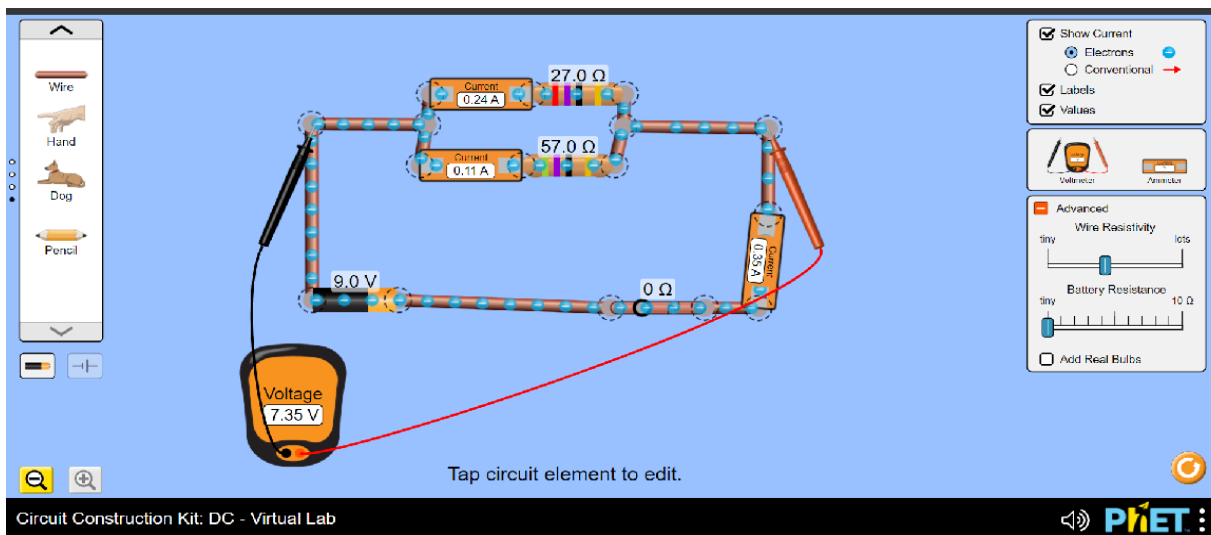 Wire
Hand
Dog
Pencil
Current
0.24 A
27.0 Ω
Current
0.11 A
57.0 Ω
9.0 V
0 Ω
Current
0.35 A
Voltage
7.35 V
Tap circuit element to edit.
Show Current
Electrons
Conventional
Labels
Values
Voltmeter
Ammeter
Advanced
Wire Resistivity
tiny lots
Battery Resistance
tiny 10 Ω
Add Real Bulbs
Circuit Construction Kit: DC - Virtual Lab
PhET